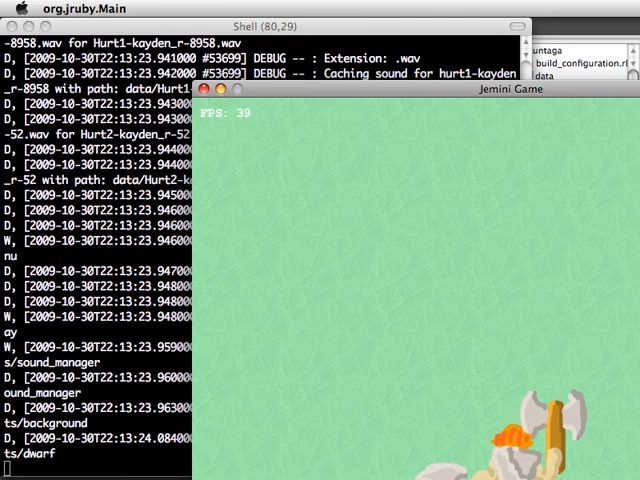 org.jruby.Main
Shell (80,29)
-8958.wav for Hurt1-kayden_r-8958.wav
D, [2009-10-30T22:13:23.941000 #53699] DEBUG -- : Extension: .wav
D, [2009-10-30T22:13:23.942000 #53699] DEBUG -- : Caching sound for hurt1-kayden
_r-8958 with path: data/Hurt1-
D, [2009-10-30T22:13:23.943000
D, [2009-10-30T22:13:23.943000
-52.wav for Hurt2-kayden_r-52
D, [2009-10-30T22:13:23.944000
D, [2009-10-30T22:13:23.944000
_r-52 with path: data/Hurt2-k
D, [2009-10-30T22:13:23.945000
D, [2009-10-30T22:13:23.946000
D, [2009-10-30T22:13:23.946000
W, [2009-10-30T22:13:23.946000
nu
D, [2009-10-30T22:13:23.947000
D, [2009-10-30T22:13:23.948000
D, [2009-10-30T22:13:23.948000
W, [2009-10-30T22:13:23.948000
ay
W, [2009-10-30T22:13:23.959000
s/sound_manager
D, [2009-10-30T22:13:23.960000
ound_manager
D, [2009-10-30T22:13:23.963000
ts/background
D, [2009-10-30T22:13:24.084000
ts/dwarf
untaga
build_configuration.r
data
Jemini Game
FPS: 39